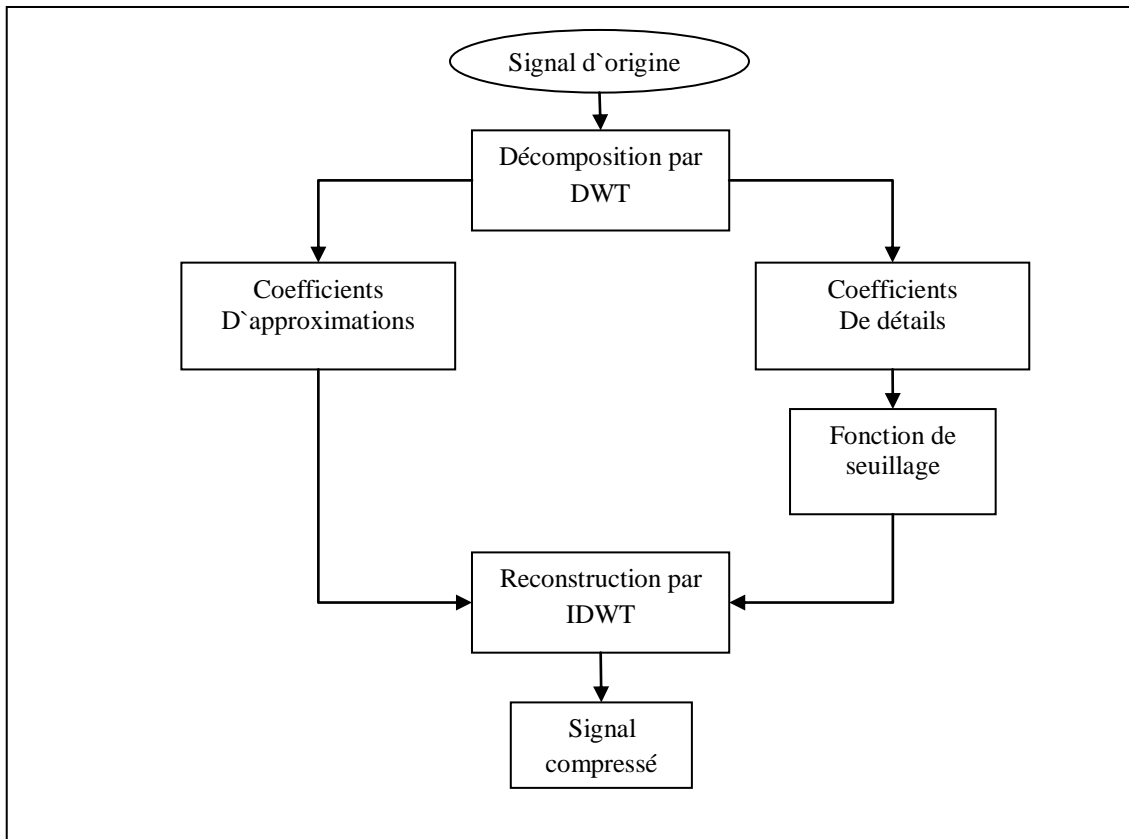 Signal d`origine
Décomposition par
DWT
Coefficients
D`approximations
Coefficients
De détails
Fonction de
seuillage
Reconstruction par
IDWT
Signal
compressé